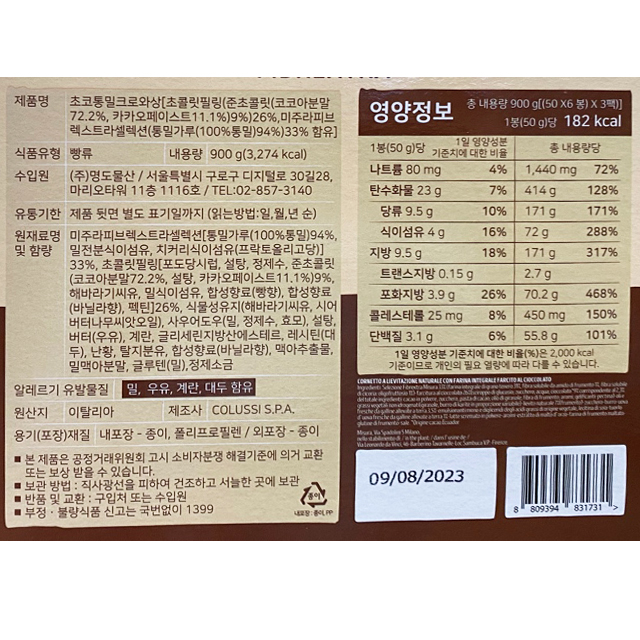 제품명 초코통밀크로와상[초콜릿필링(준초콜릿(코코아분말
72.2%, 카카오페이스트11.1%)9%)26%,미주라피브
렉스트라셀렉션(통밀가루(100%통밀)94%)33% 함유]
식품유형 빵류 내용량 900 g(3,274 kcal)
수입원 (주)명도물산 / 서울특별시 구로구 디지털로 30길28,
마리오타워 11층 1116호 / TEL:02-857-3140
유통기한 제품 뒷면 별도 표기일까지 (읽는방법:일,월,년 순)
원재료명 미주라피브렉스트라셀렉션[통밀가루(100%통밀)94%,
및 함량 밀전분식이섬유, 치커리식이섬유(프락토올리고당)]
33%, 초콜릿필링[포도당시럽, 설탕, 정제수, 준초콜릿
(코코아분말72.2%, 설탕, 카카오페이스트11.1%)9%,
해바라기씨유, 밀식이섬유, 합성향료(빵향), 합성향료
(바닐라향), 펙틴]26%, 식물성유지(해바라기씨유, 시어
버터나무씨앗오일), 사우어도우(밀, 정제수, 효모), 설탕,
버터(우유), 계란, 글리세린지방산에스테르, 레시틴(대
두), 난황, 탈지분유, 합성향료(바닐라향), 맥아추출물,
밀맥아분말, 글루텐(밀), 정제소금
알레르기 유발물질 밀, 우유, 계란, 대두 함유
원산지 이탈리아 제조사 COLUSSI S.P.A.
용기(포장)재질 내포장 - 종이, 폴리프로필렌 / 외포장 - 종이
■ 본 제품은 공정거래위원회 고시 소비자분쟁 해결기준에 의거 교환
또는 보상 받을 수 있습니다.
■ 보관 방법 : 직사광선을 피하여 건조하고 서늘한 곳에 보관
■ 반품 및 교환 : 구입처 또는 수입원
■ 부정·불량식품 신고는 국번없이 1399
종이
내포장 : 종이, PP
영양정보 총 내용량 900 g[(50 X6 봉) X 3팩)]
1봉(50 g)당 182 kcal
1봉(50 g)당 1일 영양성분 기준치에 대한 비율 총 내용량당
나트륨 80 mg 4% 1,440 mg 72%
탄수화물 23 g 7% 414 g 128%
당류 9.5 g 10% 171 g 171%
식이섬유 4 g 16% 72 g 288%
지방 9.5 g 18% 171 g 317%
트랜스지방 0.15 g 2.7 g
포화지방 3.9 g 26% 70.2 g 468%
콜레스테롤 25 mg 8% 450 mg 150%
단백질 3.1 g 6% 55.8 g 101%
1일 영양성분 기준치에 대한 비율(%)은 2,000 kcal
기준이므로 개인의 필요 열량에 따라 다를 수 있습니다.
CORNETTO A LIEVITAZIONE NATURALE CON FARINA INTEGRALE FARCITO AL CIOCCOLATO
09/08/2023
8 809394 831731 >